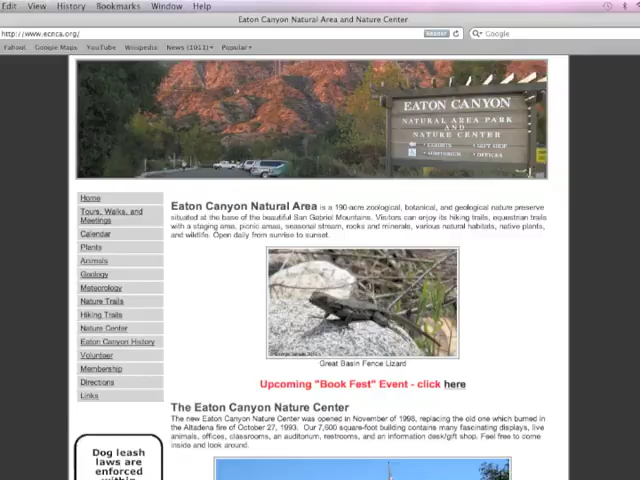 Edit View History Bookmarks Window Help
Eaton Canyon Natural Area and Nature Center
http://www.ecnca.org/ Reader Google
Yahoo! Google Maps YouTube Wikipedia News (1011) Popular
EATON CANYON
NATURAL AREA PARK
AND
NATURE CENTER
EXHIBITS GIFT SHOP
AUDITORIUM OFFICES
Home
Tours, Walks, and
Meetings
Calendar
Plants
Animals
Geology
Meteorology
Nature Trails
Hiking Trails
Nature Center
Eaton Canyon History
Volunteer
Membership
Directions
Links
Dog leash
laws are
enforced
within
Eaton Canyon Natural Area is a 190-acre zoological, botanical, and geological nature preserve
situated at the base of the beautiful San Gabriel Mountains. Visitors can enjoy its hiking trails, equestrian trails
with a staging area, picnic areas, seasonal stream, rocks and minerals, various natural habitats, native plants,
and wildlife. Open daily from sunrise to sunset.
Great Basin Fence Lizard
Upcoming "Book Fest" Event - click here
The Eaton Canyon Nature Center
The new Eaton Canyon Nature Center was opened in November of 1998, replacing the old one which burned in
the Altadena fire of October 27, 1993. Our 7,600 square-foot building contains many fascinating displays, live
animals, offices, classrooms, an auditorium, restrooms, and an information desk/gift shop. Feel free to come
inside and look around.